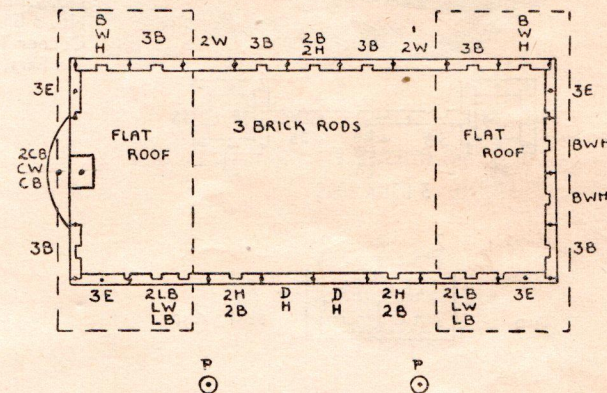 B
W
H
3B
2W
3B
2B
2H
3B
2W
3B
B
W
H
3E
3E
FLAT
ROOF
3 BRICK RODS
FLAT
ROOF
2CB
CW
CB
BWH
BWH
3B
3B
3E
2LB
LW
LB
2H
2B
D
H
D
H
2H
2B
2LB
LW
LB
3E
P
P